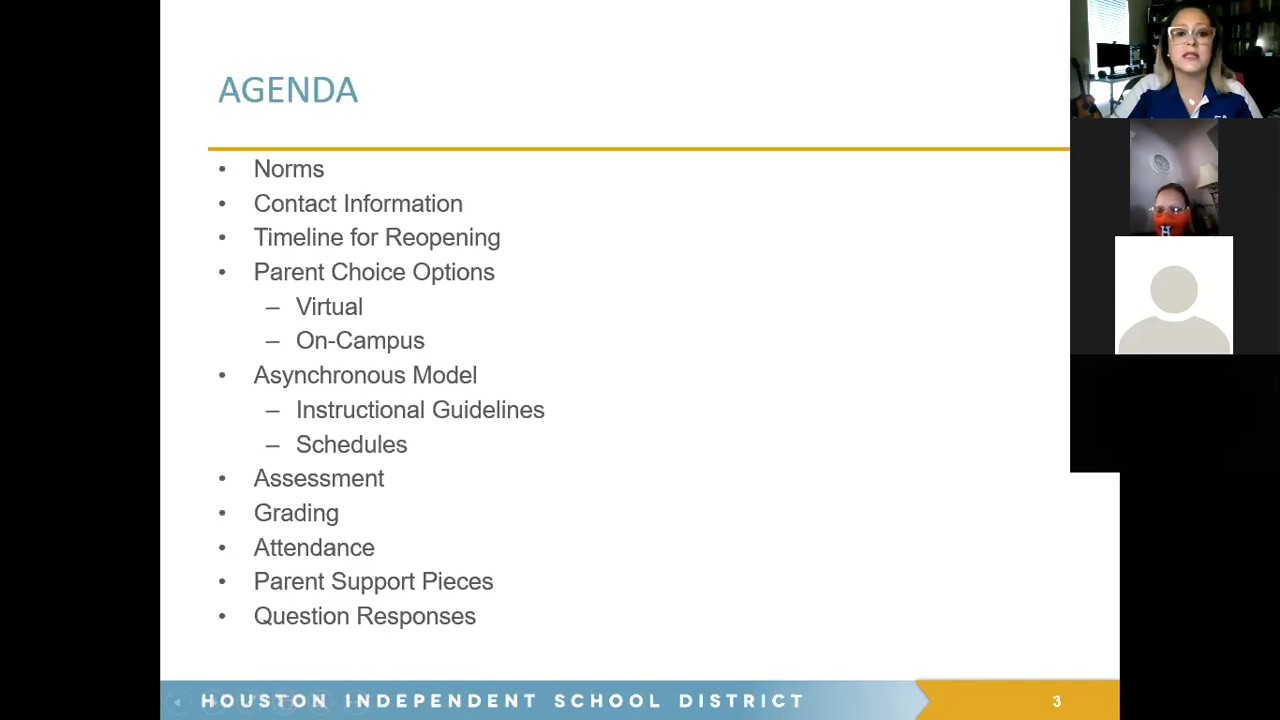 AGENDA
• Norms
• Contact Information
• Timeline for Reopening
• Parent Choice Options
– Virtual
– On-Campus
• Asynchronous Model
– Instructional Guidelines
– Schedules
• Assessment
• Grading
• Attendance
• Parent Support Pieces
• Question Responses
HOUSTON INDEPENDENT SCHOOL DISTRICT
3
H